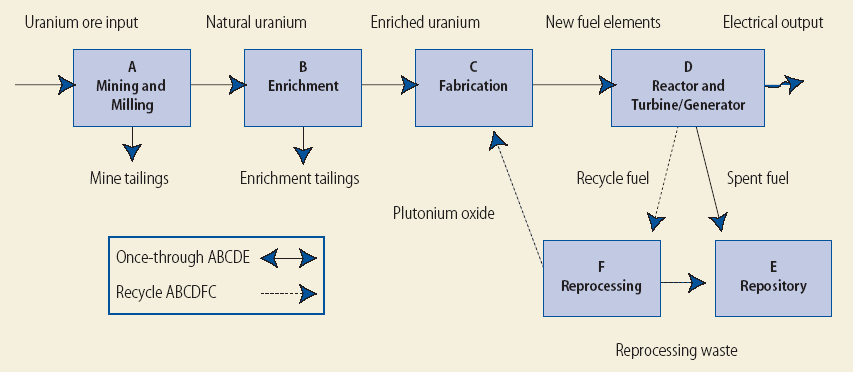 Uranium ore input
Natural uranium
Enriched uranium
New fuel elements
Electrical output
A
Mining and
Milling
B
Enrichment
C
Fabrication
D
Reactor and
Turbine/Generator
Mine tailings
Enrichment tailings
Recycle fuel
Spent fuel
Plutonium oxide
Once-through ABCDE
Recycle ABCDFC
F
Reprocessing
E
Repository
Reprocessing waste